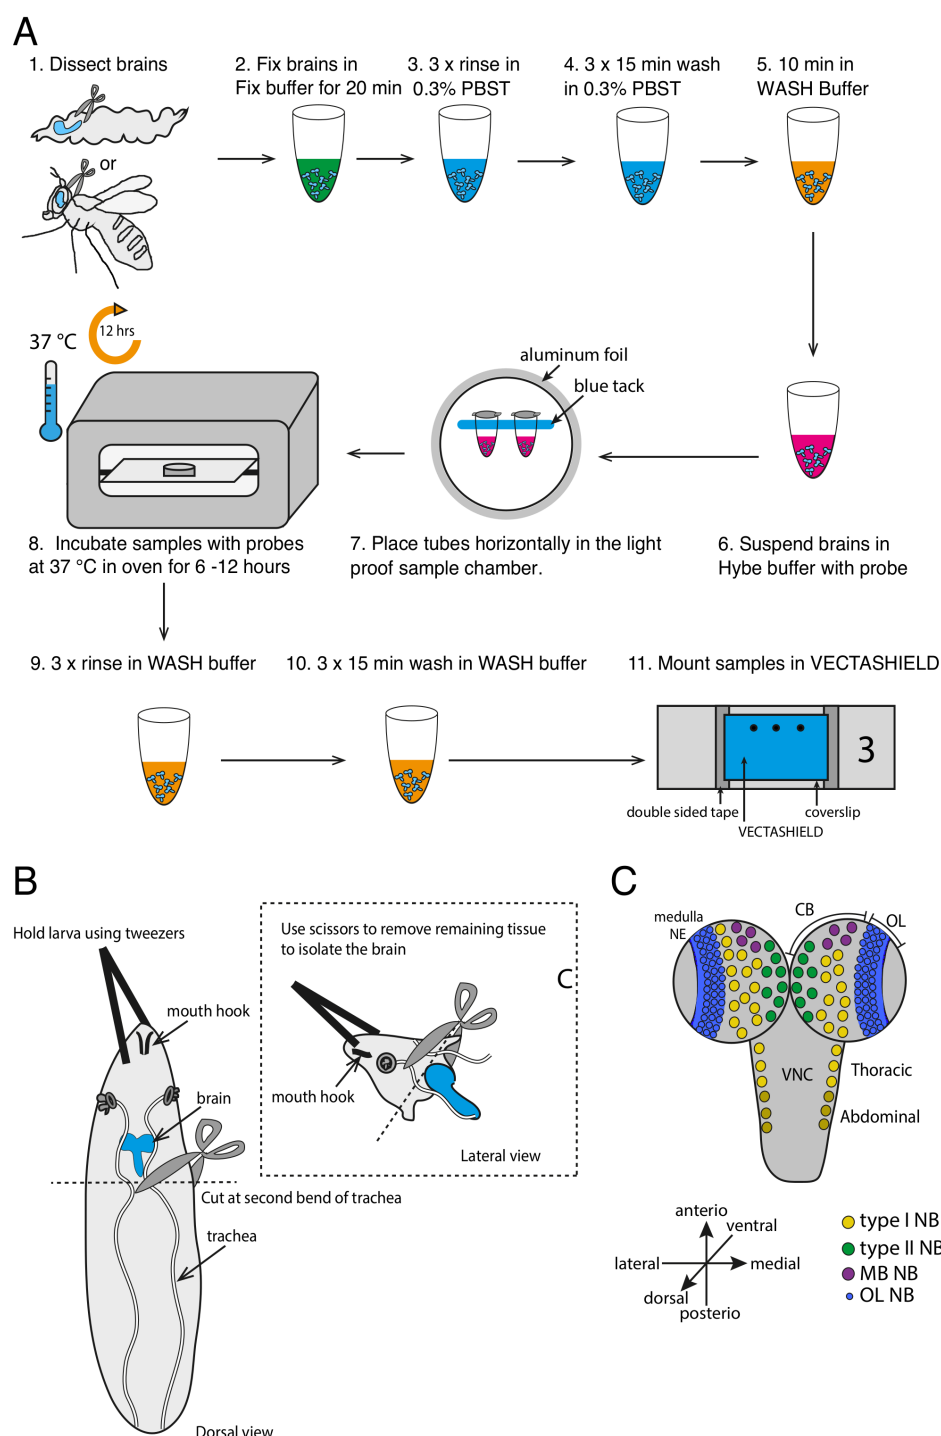 A
1. Dissect brains
or
2. Fix brains in
Fix buffer for 20 min
3. 3 x rinse in
0.3% PBST
4. 3 x 15 min wash
in 0.3% PBST
5. 10 min in
WASH Buffer
12 hrs
37 °C
aluminum foil
blue tack
8. Incubate samples with probes
at 37 °C in oven for 6 -12 hours
7. Place tubes horizontally in the light
proof sample chamber.
6. Suspend brains in
Hybe buffer with probe
9. 3 x rinse in WASH buffer
10. 3 x 15 min wash in WASH buffer
11. Mount samples in VECTASHIELD
3
double sided tape
coverslip
VECTASHIELD
B
Hold larva using tweezers
mouth hook
brain
Cut at second bend of trachea
trachea
Dorsal view
Use scissors to remove remaining tissue
to isolate the brain
C
mouth hook
Lateral view
C
medulla
NE
CB
OL
VNC
Thoracic
Abdominal
anterio
ventral
lateral
medial
dorsal
posterio
type I NB
type II NB
MB NB
OL NB